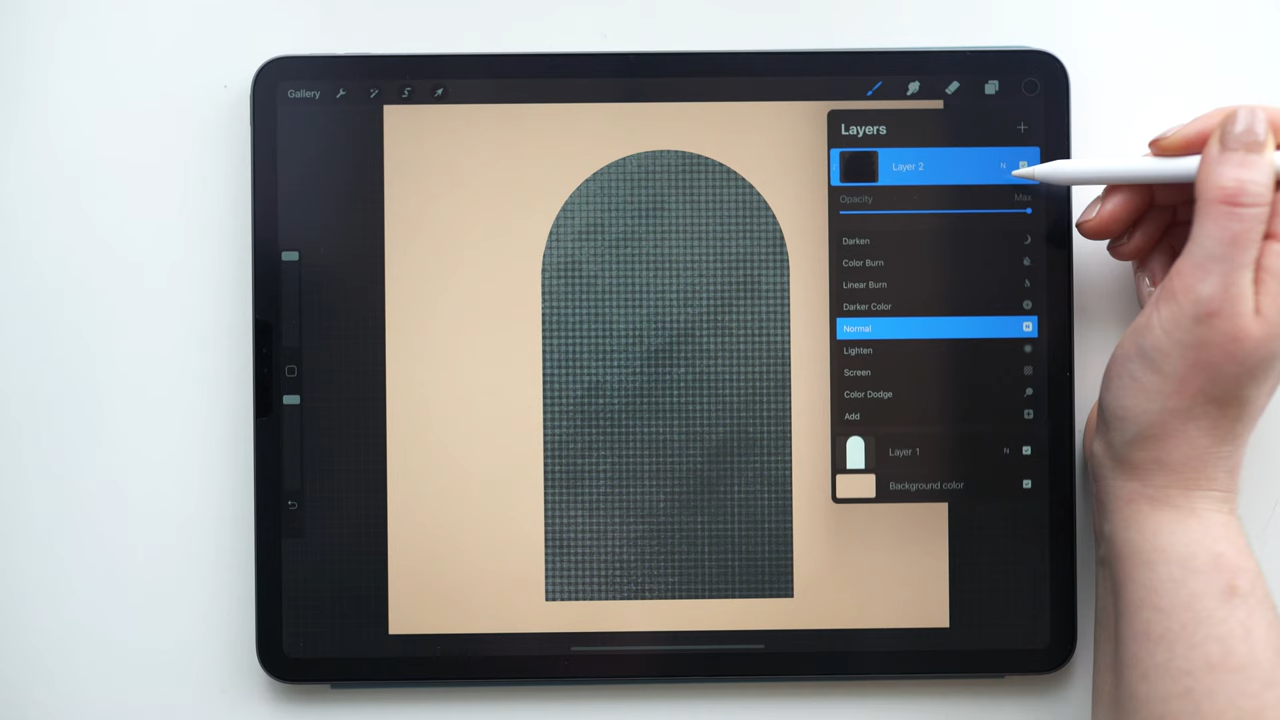 Gallery
Layers
Layer 2 N
Opacity Max
Darken
Color Burn
Linear Burn
Darker Color
Normal N
Lighten
Screen
Color Dodge
Add
Layer 1 N
Background color